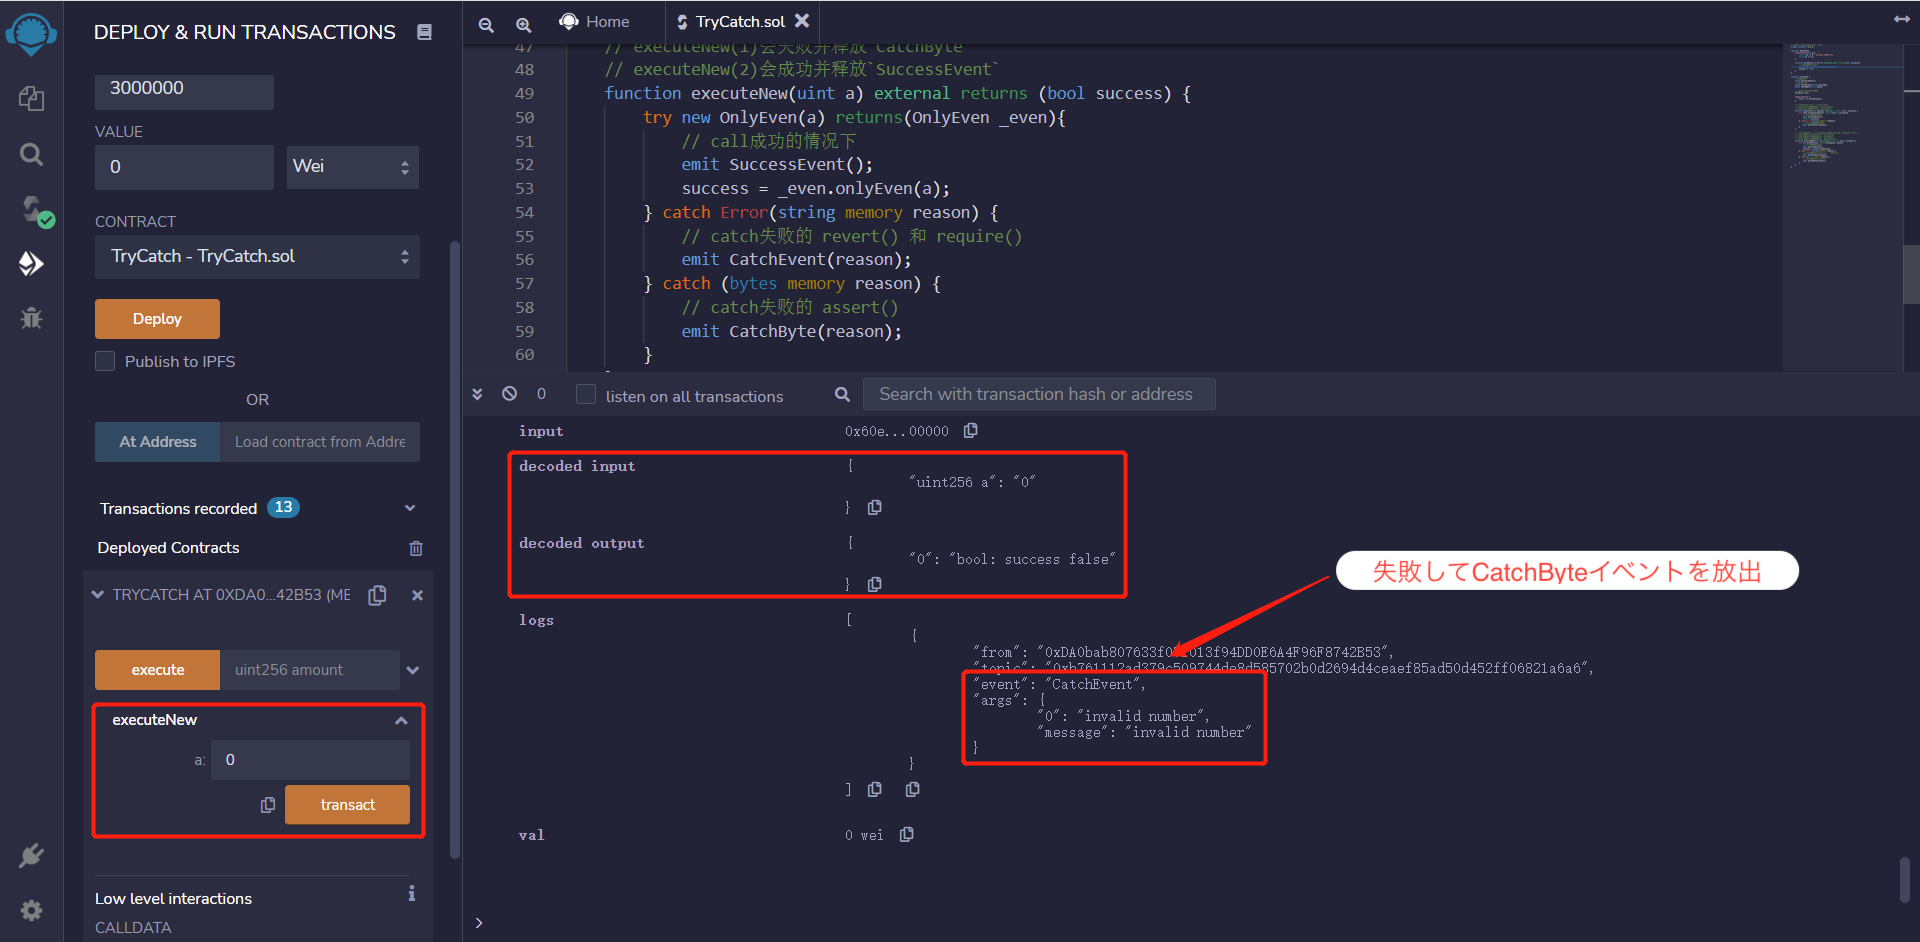 DEPLOY & RUN TRANSACTIONS
3000000
VALUE
0
Wei
CONTRACT
TryCatch - TryCatch.sol
Deploy
Publish to IPFS
OR
At Address
Load contract from Addre
Transactions recorded 13
Deployed Contracts
TRYCATCH AT 0XDA0...42B53 (ME
execute
uint256 amount
executeNew
a:
0
transact
Low level interactions
i
CALLDATA
Home
TryCatch.sol
47 // executeNew(1)会失败并释放`CatchByte`
48 // executeNew(2)会成功并释放`SuccessEvent`
49 function executeNew(uint a) external returns (bool success) {
50 try new OnlyEven(a) returns(OnlyEven _even){
51 // call成功的情况下
52 emit SuccessEvent();
53 success = _even.onlyEven(a);
54 } catch Error(string memory reason) {
55 // catch失败的 revert() 和 require()
56 emit CatchEvent(reason);
57 } catch (bytes memory reason) {
58 // catch失败的 assert()
59 emit CatchByte(reason);
60 }
0
listen on all transactions
Search with transaction hash or address
input 0x60e...00000
decoded input {
"uint256 a": "0"
}
decoded output {
"0": "bool: success false"
}
失敗してCatchByteイベントを放出
logs [
{
"from":
"topic":
"event": "CatchEvent",
"args": {
"0": "invalid number",
"message": "invalid number"
}
}
]
val 0 wei
>